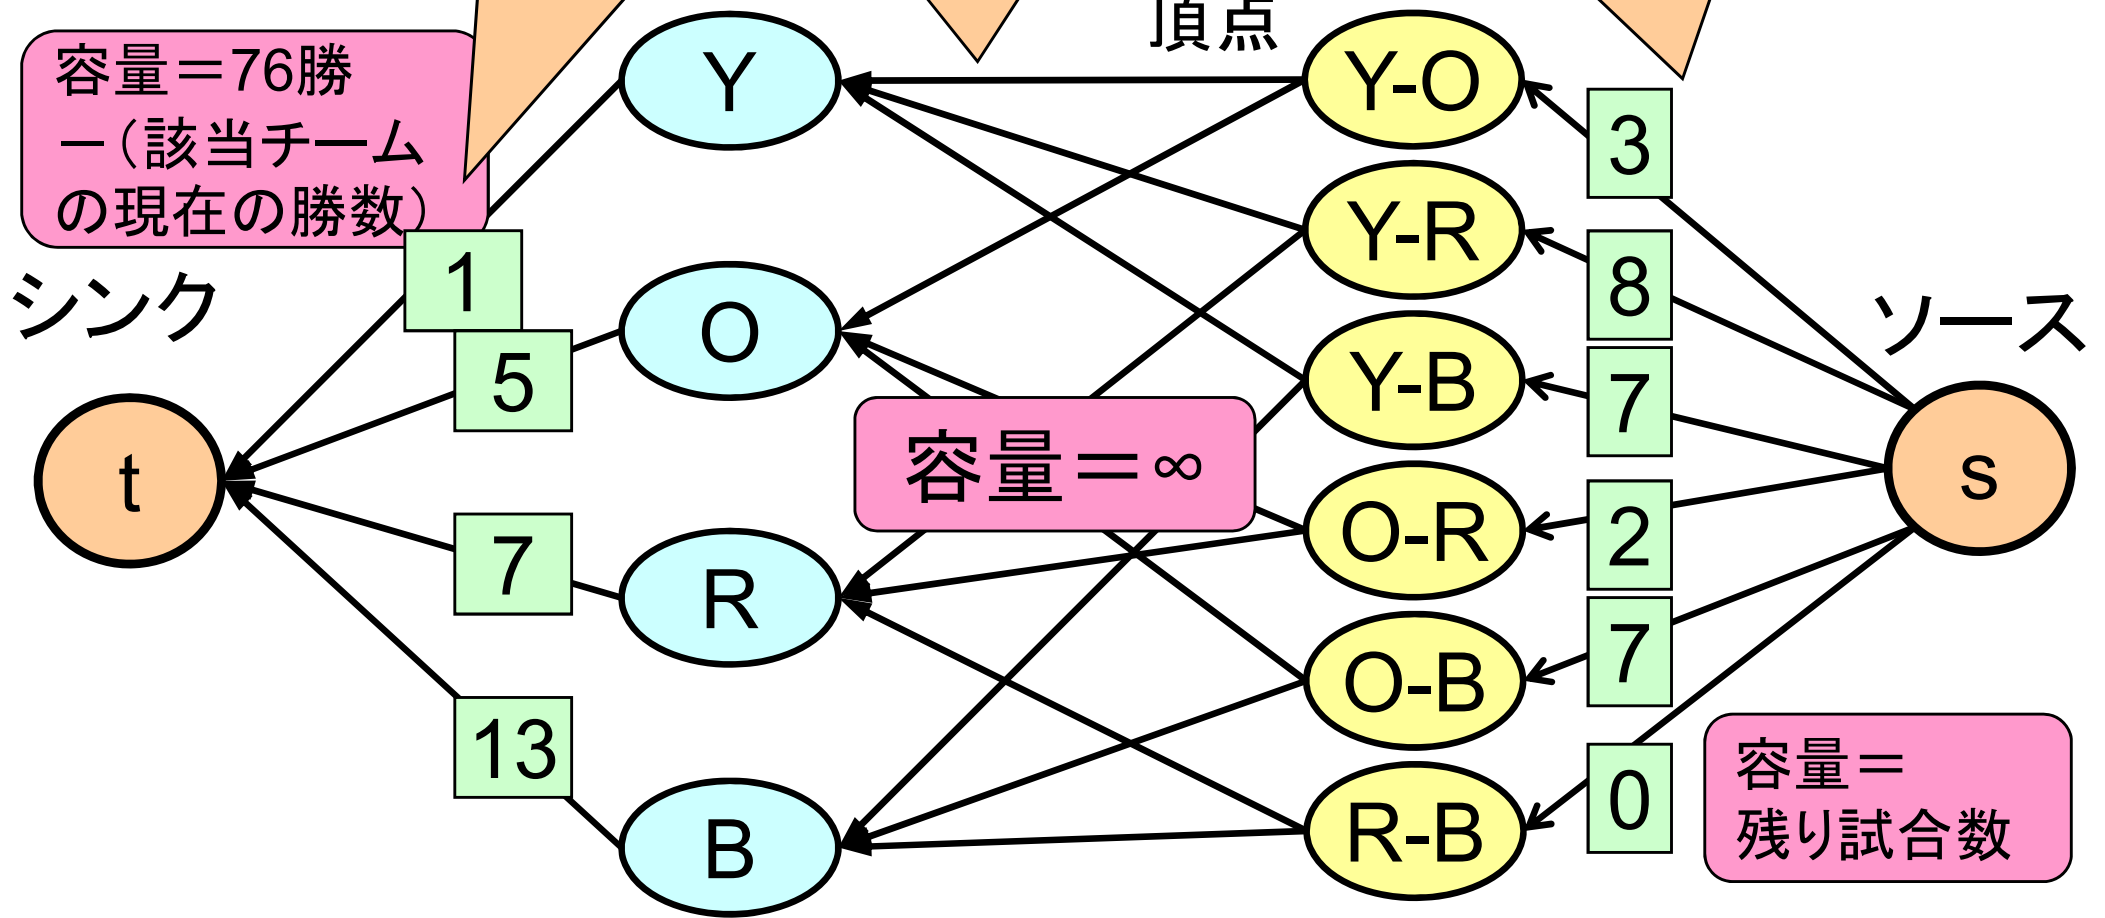 頂点
容量＝76勝
－(該当チーム
の現在の勝数)
Y
Y-O
3
Y-R
8
1
シンク
O
5
Y-B
7
ソース
容量＝∞
t
s
O-R
2
7
R
O-B
7
13
B
R-B
0
容量＝
残り試合数